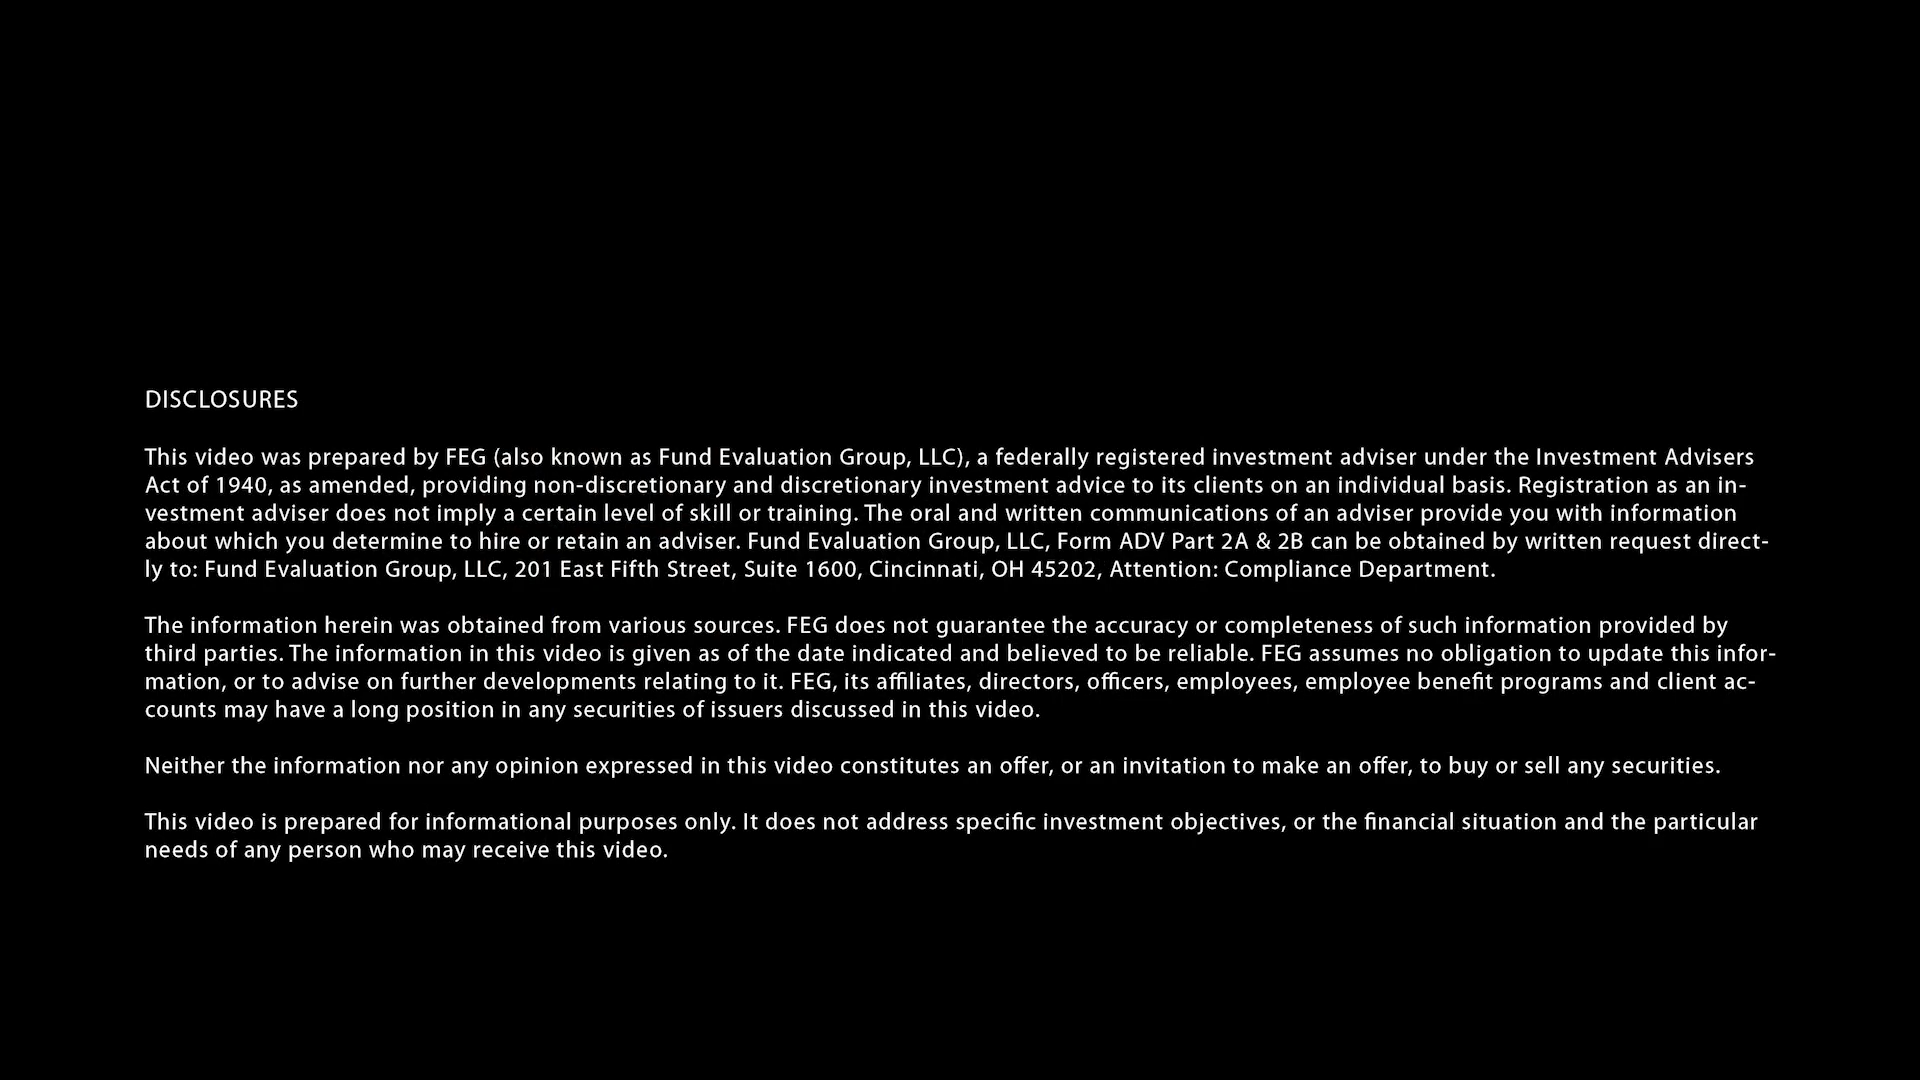 DISCLOSURES
This video was prepared by FEG (also known as Fund Evaluation Group, LLC), a federally registered investment adviser under the Investment Advisers
Act of 1940, as amended, providing non-discretionary and discretionary investment advice to its clients on an individual basis. Registration as an in-
vestment adviser does not imply a certain level of skill or training. The oral and written communications of an adviser provide you with information
about which you determine to hire or retain an adviser. Fund Evaluation Group, LLC, Form ADV Part 2A & 2B can be obtained by written request direct-
ly to: Fund Evaluation Group, LLC, 201 East Fifth Street, Suite 1600, Cincinnati, OH 45202, Attention: Compliance Department.
The information herein was obtained from various sources. FEG does not guarantee the accuracy or completeness of such information provided by
third parties. The information in this video is given as of the date indicated and believed to be reliable. FEG assumes no obligation to update this infor-
mation, or to advise on further developments relating to it. FEG, its affiliates, directors, officers, employees, employee benefit programs and client ac-
counts may have a long position in any securities of issuers discussed in this video.
Neither the information nor any opinion expressed in this video constitutes an offer, or an invitation to make an offer, to buy or sell any securities.
This video is prepared for informational purposes only. It does not address specific investment objectives, or the financial situation and the particular
needs of any person who may receive this video.